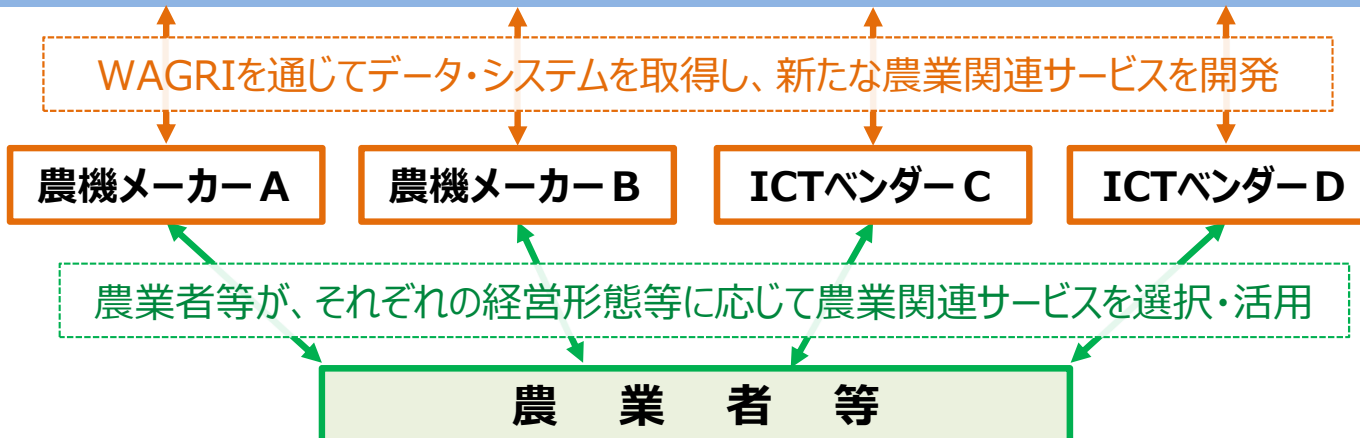 WAGRIを通じてデータ・システムを取得し、新たな農業関連サービスを開発
農機メーカーA
農機メーカーB
ICTベンダーC
ICTベンダーD
農業者等が、それぞれの経営形態等に応じて農業関連サービスを選択・活用
農業者等